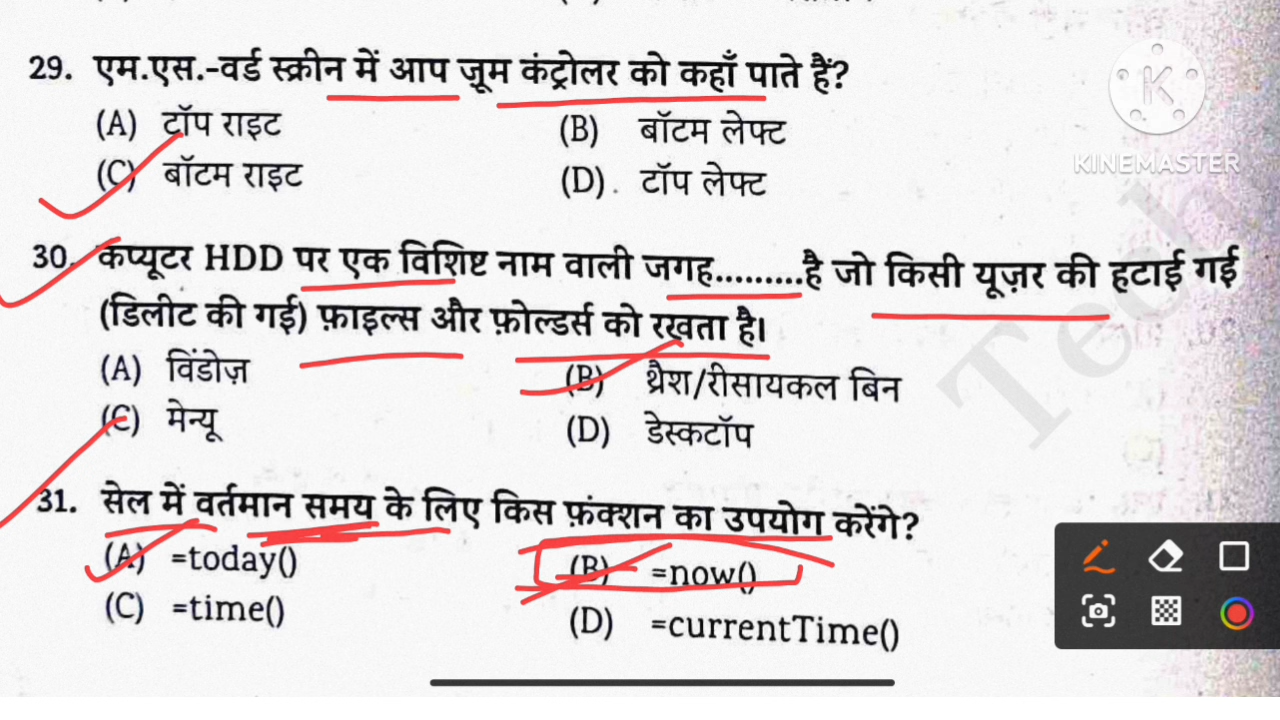 29. एम.एस.-वर्ड स्क्रीन में आप ज़ूम कंट्रोलर को कहाँ पाते हैं?
(A) टॉप राइट (B) बॉटम लेफ्ट
(C) बॉटम राइट (D). टॉप लेफ्ट
KINEMASTER
30. कंप्यूटर HDD पर एक विशिष्ट नाम वाली जगह.........है जो किसी यूज़र की हटाई गई
(डिलीट की गई) फ़ाइल्स और फ़ोल्डर्स को रखता है।
(A) विंडोज़ (B) थ्रैश/रीसायकल बिन
(C) मेन्यू (D) डेस्कटॉप
Tech
31. सेल में वर्तमान समय के लिए किस फ़ंक्शन का उपयोग करेंगे?
(A) =today() (B) =now()
(C) =time() (D) =currentTime()